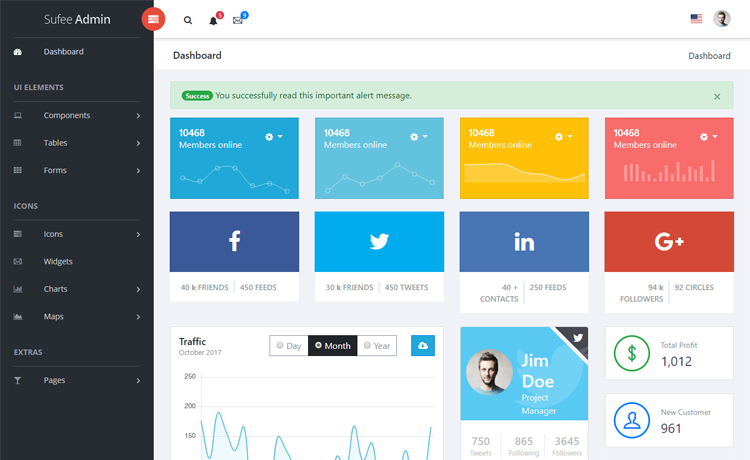 Sufee Admin
5
9
Dashboard
UI ELEMENTS
Components
Tables
Forms
ICONS
Icons
Widgets
Charts
Maps
EXTRAS
Pages
Dashboard
Dashboard
Success You successfully read this important alert message.
×
10468
Members online
10468
Members online
10468
Members online
10468
Members online
f
in
G+
40 k FRIENDS
450 FEEDS
30 k FRIENDS
450 TWEETS
40 +
CONTACTS
250 FEEDS
94 k
FOLLOWERS
92 CIRCLES
Traffic
October 2017
Day
Month
Year
250
200
150
Jim
Doe
Project
Manager
750
Tweets
865
Following
3645
Followers
$
Total Profit
1,012
New Customer
961